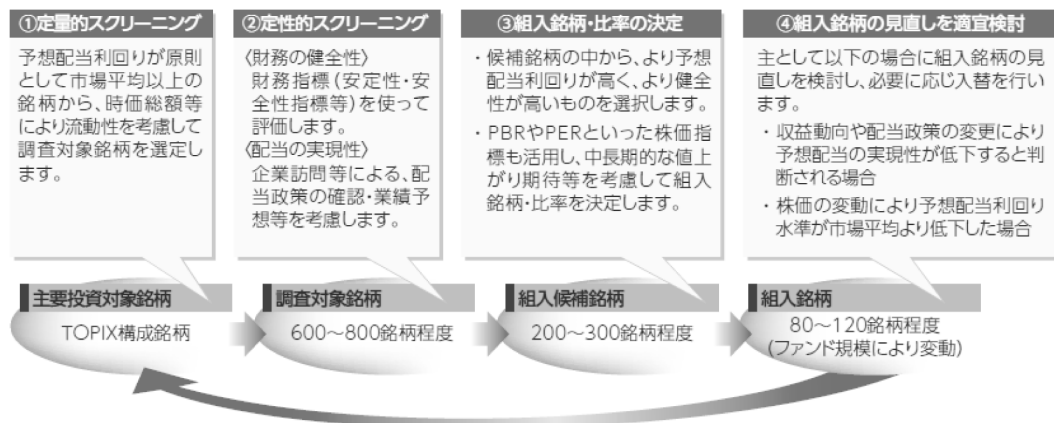 ①定量的スクリーニング
予想配当利回りが原則
として市場平均以上の
銘柄から、時価総額等
により流動性を考慮して
調査対象銘柄を選定し
ます。
②定性的スクリーニング
〈財務の健全性〉
財務指標(安定性・安
全性指標等)を使って
評価します。
〈配当の実現性〉
企業訪問等による、配
当政策の確認・業績予
想等を考慮します。
③組入銘柄・比率の決定
・候補銘柄の中から、より予想
配当利回りが高く、より健全
性が高いものを選択します。
・PBRやPERといった株価指
標も活用し、中長期的な値上
がり期待等を考慮して組入
銘柄・比率を決定します。
④組入銘柄の見直しを適宜検討
主として以下の場合に組入銘柄の見
直しを検討し、必要に応じ入替を行い
ます。
・収益動向や配当政策の変更により
予想配当の実現性が低下すると判
断される場合
・株価の変動により予想配当利回り
水準が市場平均より低下した場合
主要投資対象銘柄
TOPIX構成銘柄
調査対象銘柄
600～800銘柄程度
組入候補銘柄
200～300銘柄程度
組入銘柄
80～120銘柄程度
(ファンド規模により変動)